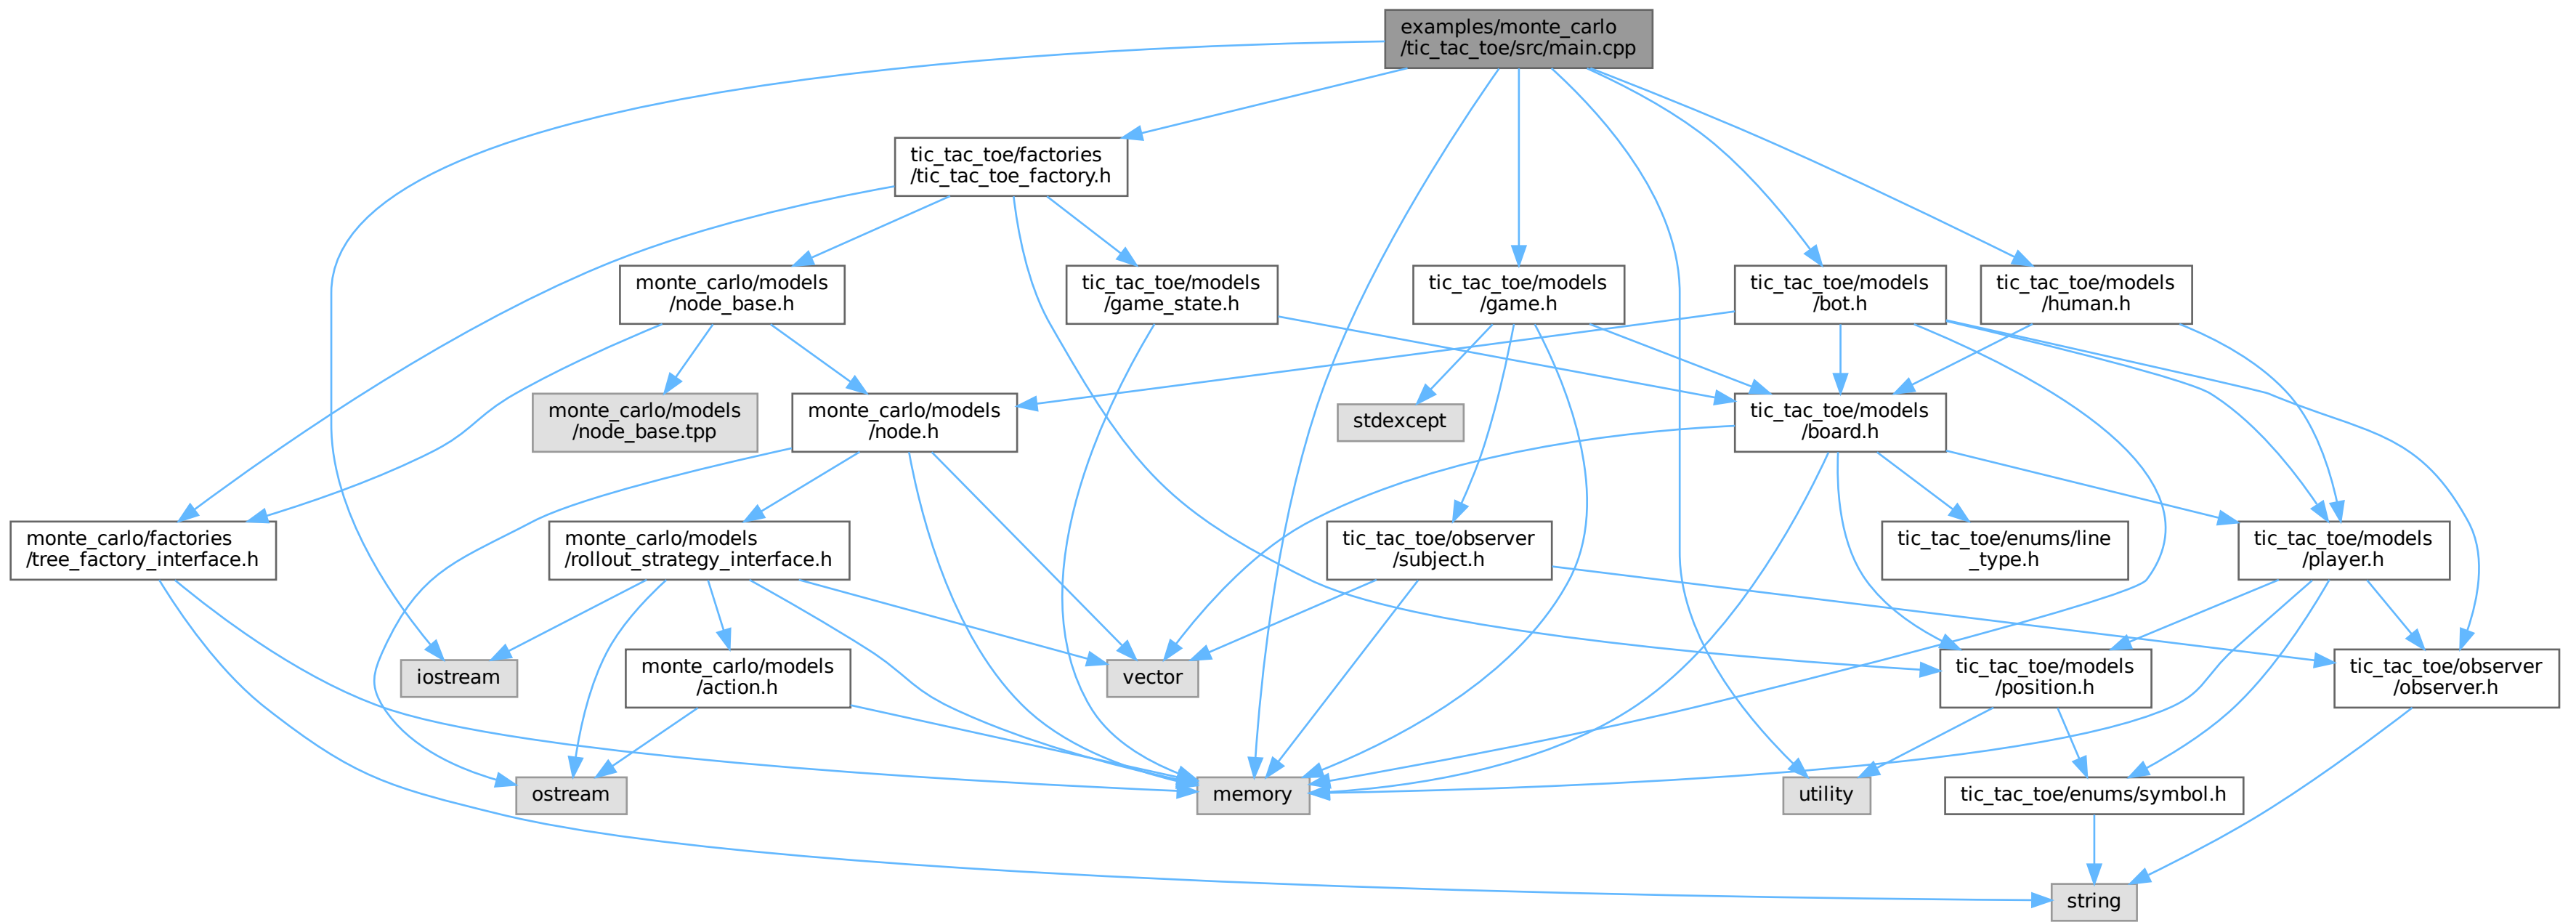 examples/monte_carlo
/tic_tac_toe/src/main.cpp
tic_tac_toe/factories
/tic_tac_toe_factory.h
monte_carlo/models
/node_base.h
tic_tac_toe/models
/game_state.h
tic_tac_toe/models
/game.h
tic_tac_toe/models
/bot.h
tic_tac_toe/models
/human.h
monte_carlo/models
/node_base.tpp
monte_carlo/models
/node.h
stdexcept
tic_tac_toe/models
/board.h
monte_carlo/factories
/tree_factory_interface.h
monte_carlo/models
/rollout_strategy_interface.h
tic_tac_toe/observer
/subject.h
tic_tac_toe/enums/line
_type.h
tic_tac_toe/models
/player.h
iostream
monte_carlo/models
/action.h
vector
tic_tac_toe/models
/position.h
tic_tac_toe/observer
/observer.h
ostream
memory
utility
tic_tac_toe/enums/symbol.h
string